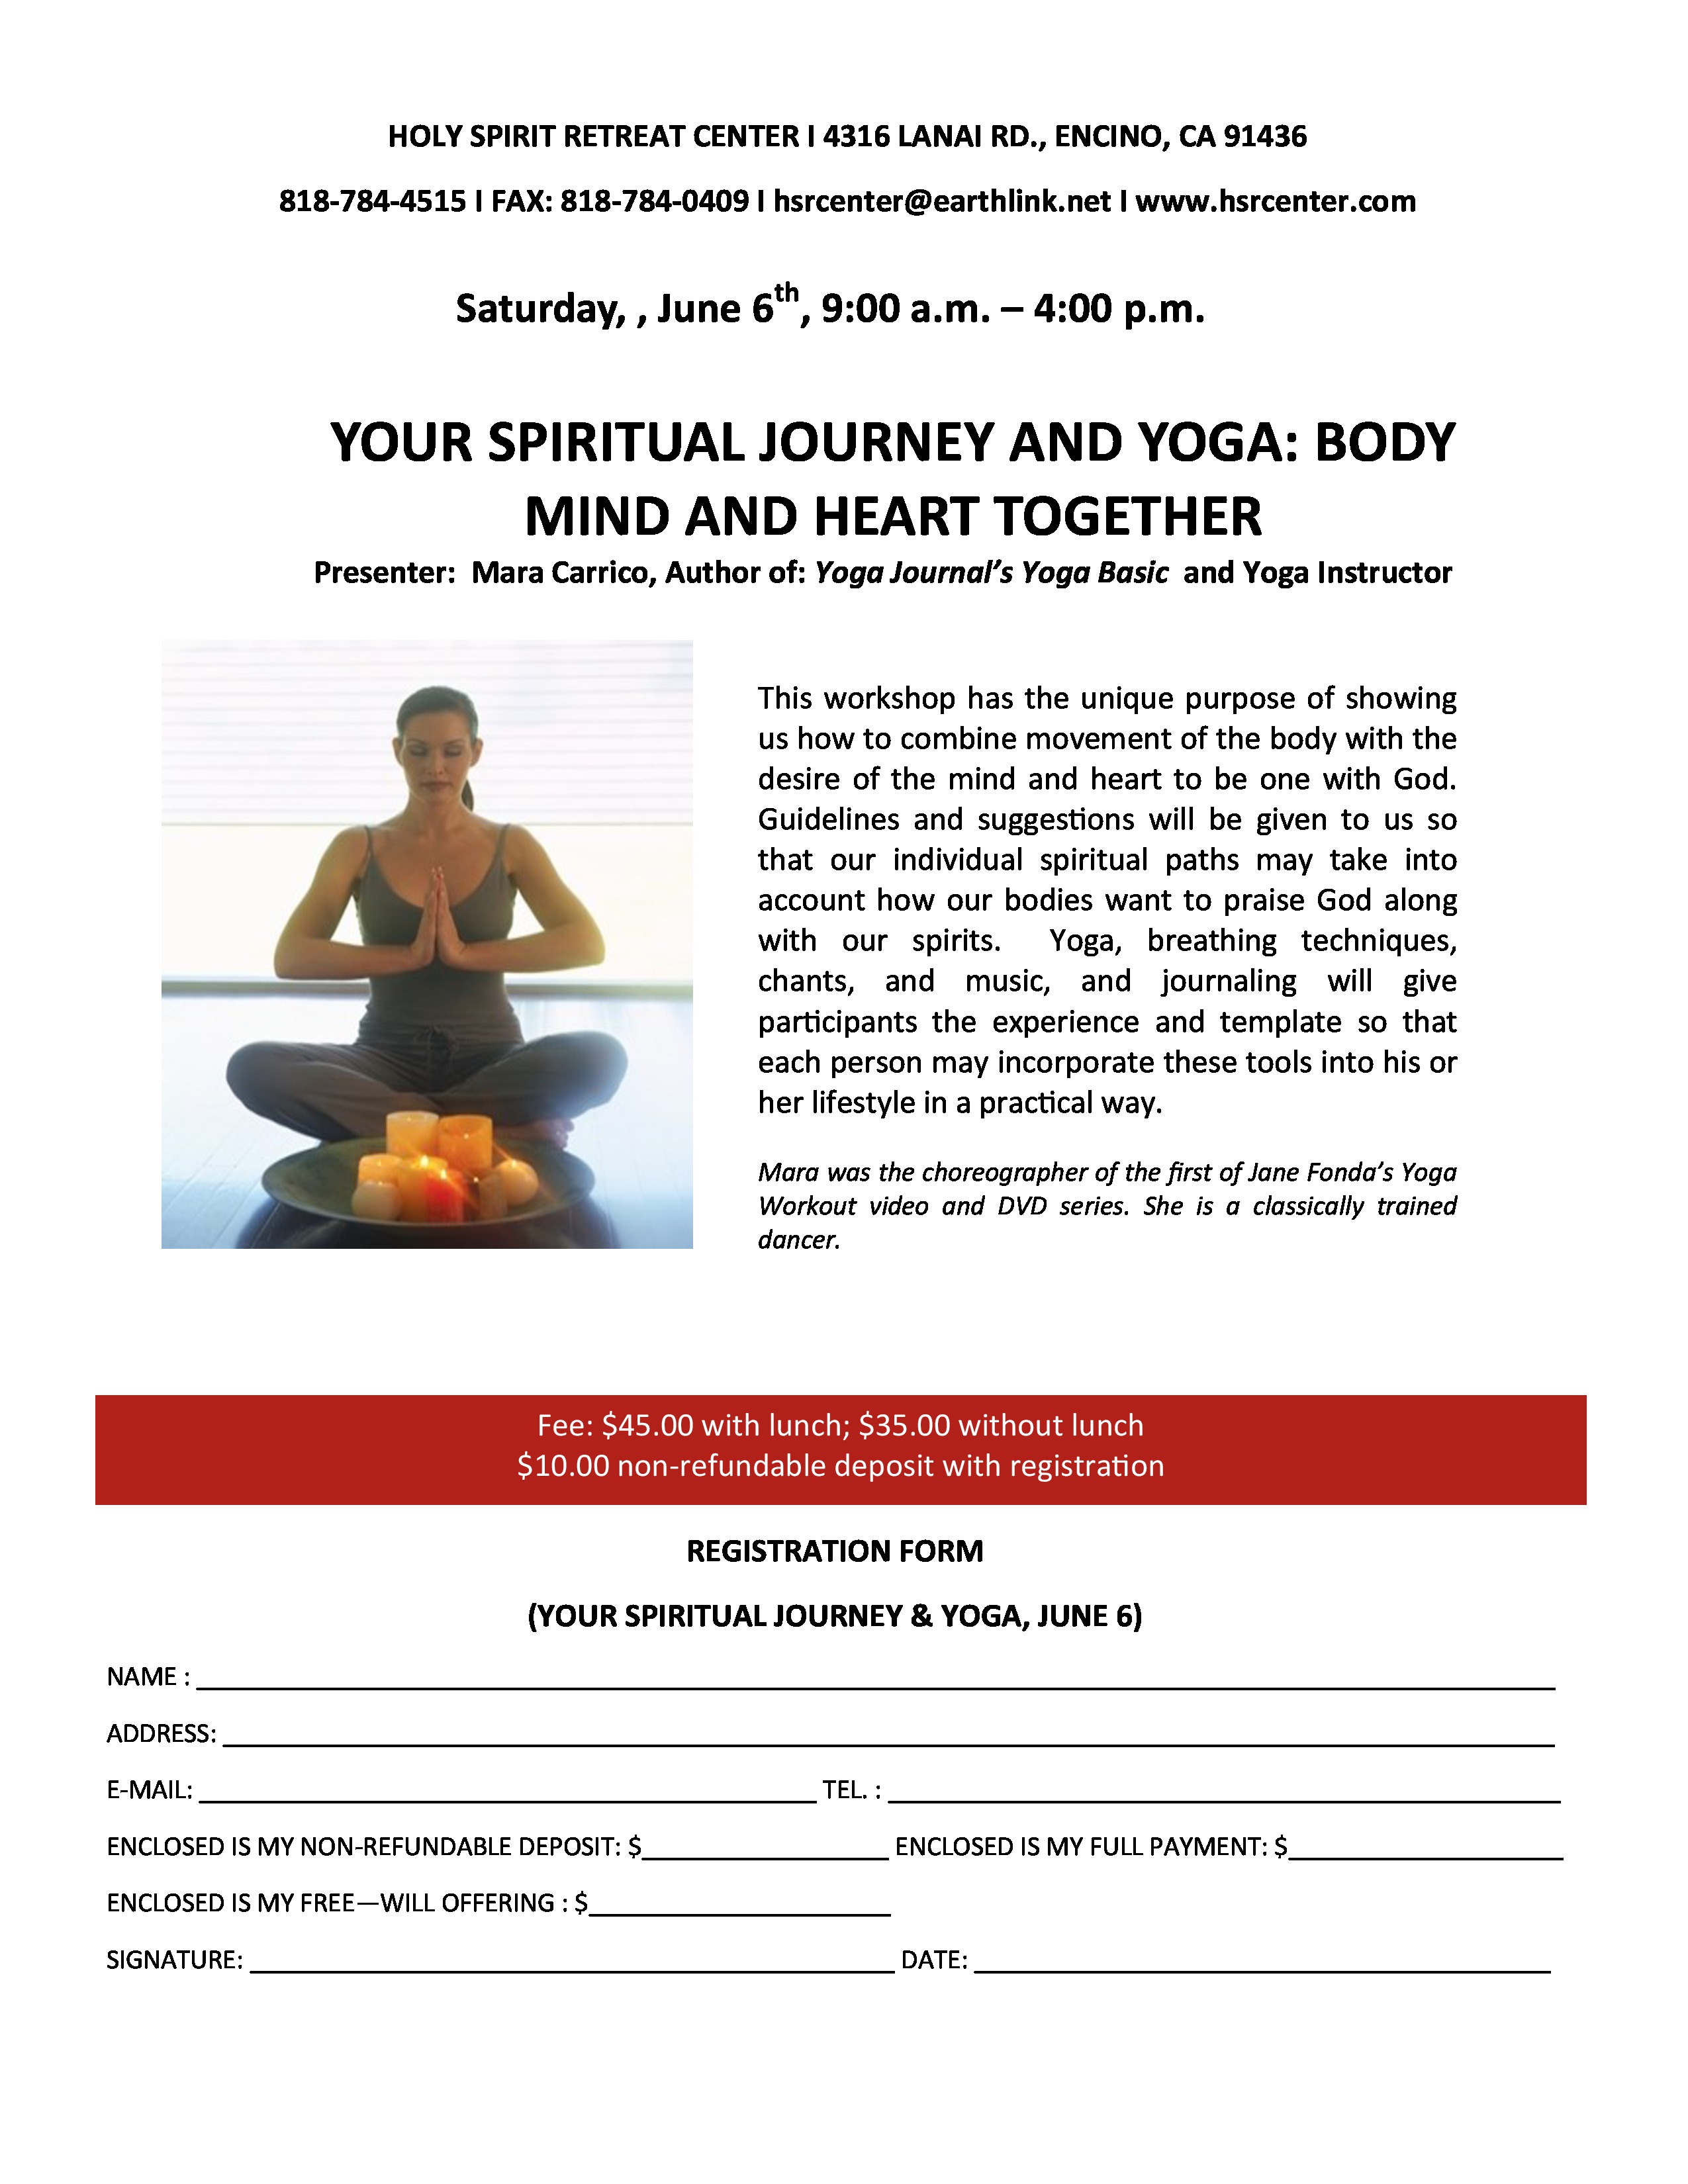 HOLY SPIRIT RETREAT CENTER I 4316 LANAI RD., ENCINO, CA 91436
818-784-4515 I FAX: 818-784-0409 I hsrcenter@earthlink.net I www.hsrcenter.com
Saturday, , June 6th, 9:00 a.m. – 4:00 p.m.
YOUR SPIRITUAL JOURNEY AND YOGA: BODY
MIND AND HEART TOGETHER
Presenter:  Mara Carrico, Author of: Yoga Journal’s Yoga Basic  and Yoga Instructor
This workshop has the unique purpose of showing
us how to combine movement of the body with the
desire of the mind and heart to be one with God.
Guidelines and suggestions will be given to us so
that our individual spiritual paths may take into
account how our bodies want to praise God along
with our spirits.  Yoga, breathing techniques,
chants, and music, and journaling will give
participants the experience and template so that
each person may incorporate these tools into his or
her lifestyle in a practical way.
Mara was the choreographer of the first of Jane Fonda’s Yoga
Workout video and DVD series. She is a classically trained
dancer.
Fee: $45.00 with lunch; $35.00 without lunch
$10.00 non-refundable deposit with registration
REGISTRATION FORM
(YOUR SPIRITUAL JOURNEY & YOGA, JUNE 6)
NAME : ____________________
ADDRESS: ____________________
E-MAIL: ____________________ TEL. : ____________________
ENCLOSED IS MY NON-REFUNDABLE DEPOSIT: $__________ ENCLOSED IS MY FULL PAYMENT: $__________
ENCLOSED IS MY FREE—WILL OFFERING : $__________
SIGNATURE: ____________________ DATE: ____________________